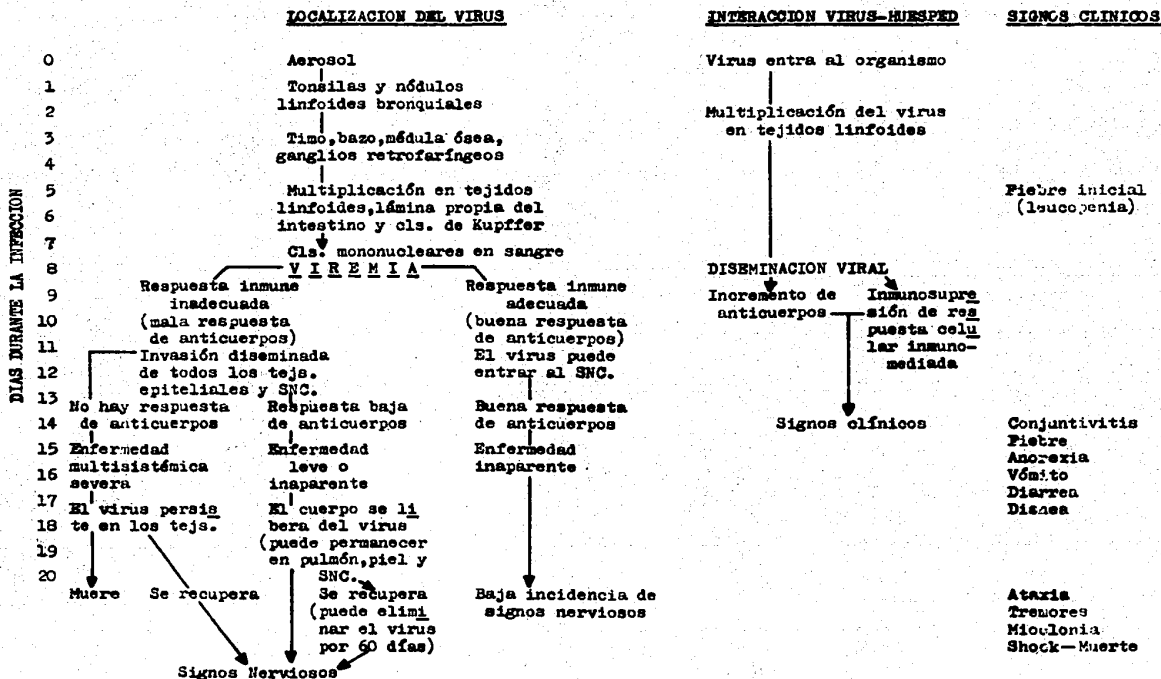 LOCALIZACION DEL VIRUS
INTERACCION VIRUS-HUESPED
SIGNOS CLINICOS
DIAS DURANTE LA INFECCION
0
1
2
3
4
5
6
7
8
9
10
11
12
13
14
15
16
17
18
19
20
Aerosol
Tonsilas y nódulos
linfoides bronquiales
Timo,bazo,médula ósea,
ganglios retrofaríngeos
Multiplicación en tejidos
linfoides,lámina propia del
intestino y cls. de Kupffer
Cls. mononucleares en sangre
V I R E M I A
Respuesta inmune
inadecuada
(mala respuesta
de anticuerpos)
Invasión diseminada
de todos los tejs.
epiteliales y SNC.
No hay respuesta
de anticuerpos
Enfermedad
multisistémica
severa
El virus persis
te en los tejs.
Muere
Se recupera
Respuesta baja
de anticuerpos
Enfermedad
leve o
inaparente
El cuerpo se li
bera del virus
(puede permanecer
en pulmón,piel y
SNC.
Se recupera
(puede elimi
nar el virus
por 60 días)
Signos Nerviosos
Respuesta inmune
adecuada
(buena respuesta
de anticuerpos)
El virus puede
entrar al SNC.
Buena respuesta
de anticuerpos
Enfermedad
inaparente
Baja incidencia de
signos nerviosos
Virus entra al organismo
Multiplicación del virus
en tejidos linfoides
DISEMINACION VIRAL
Incremento de
anticuerpos
Inmunosupre
sión de res
puesta celu
lar inmuno-
mediada
Signos clínicos
Fiebre inicial
(leucopenia)
Conjuntivitis
Fiebre
Anorexia
Vómito
Diarrea
Disnea
Ataxia
Tremores
Mioclonia
Shock-Muerte